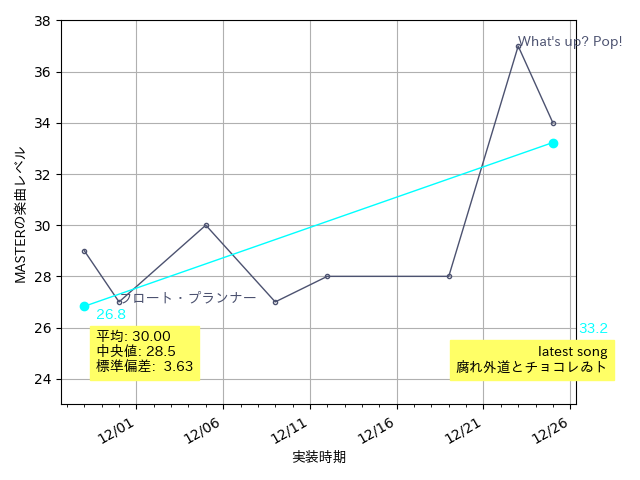 38
What's up? Pop!
36
34
32
30
28
フロート・プランナー
26.8
26
33.2
平均: 30.00
中央値: 28.5
標準偏差: 3.63
latest song
腐れ外道とチョコレゐト
24
MASTERの楽曲レベル
12/01
12/06
12/11
12/16
12/21
12/26
実装時期